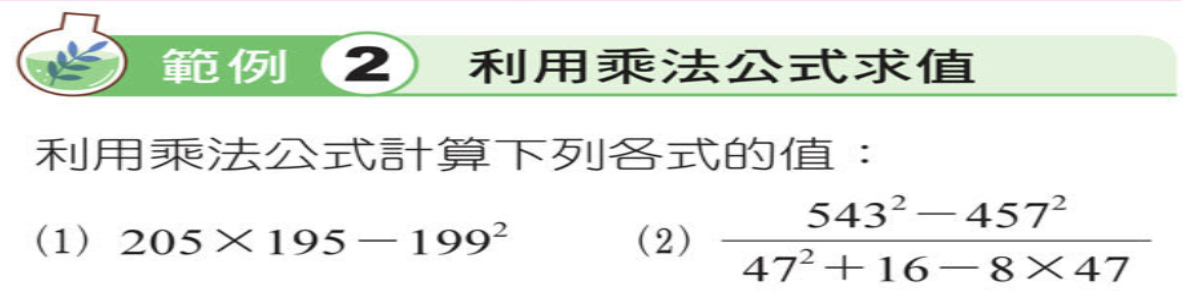 範例 2 利用乘法公式求值
利用乘法公式計算下列各式的值：
(1) 205×195－199² (2) \frac{543²－457²}{47²＋16－8×47}